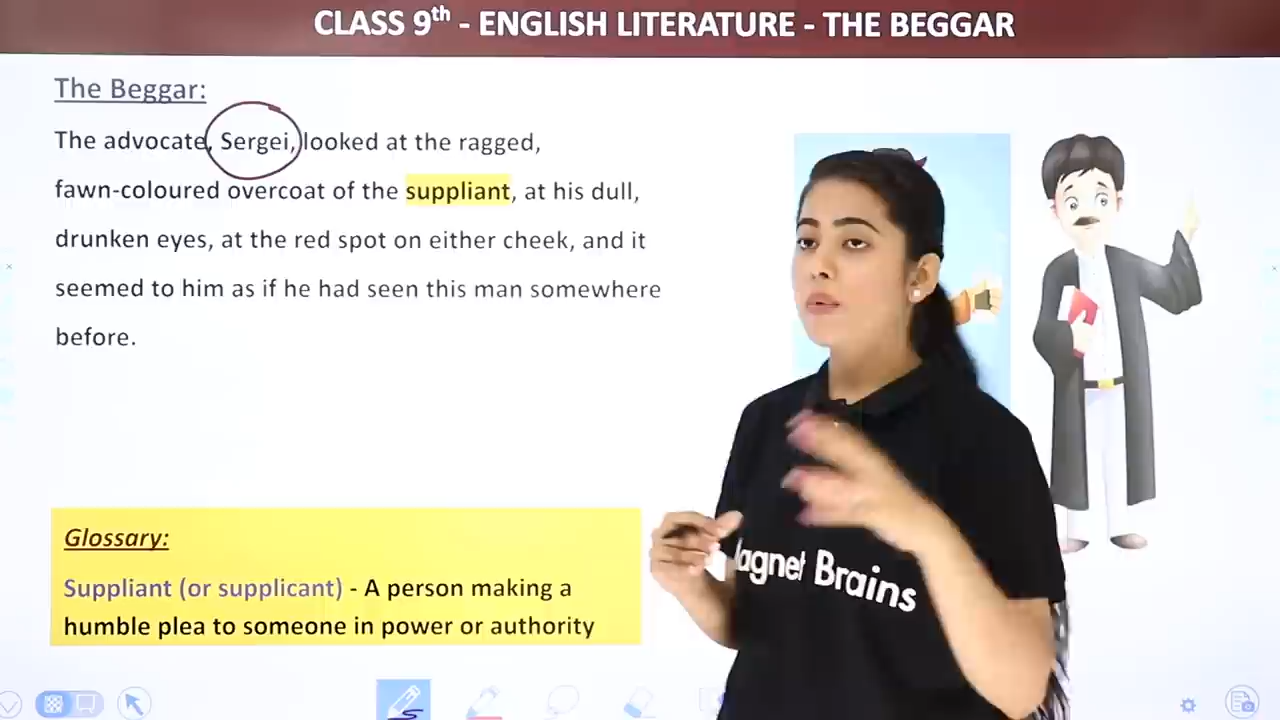 CLASS 9th - ENGLISH LITERATURE - THE BEGGAR
The Beggar:
The advocate, Sergei, looked at the ragged,
fawn-coloured overcoat of the suppliant, at his dull,
drunken eyes, at the red spot on either cheek, and it
seemed to him as if he had seen this man somewhere
before.
Glossary:
Suppliant (or supplicant) - A person making a
humble plea to someone in power or authority
Magnet Brains